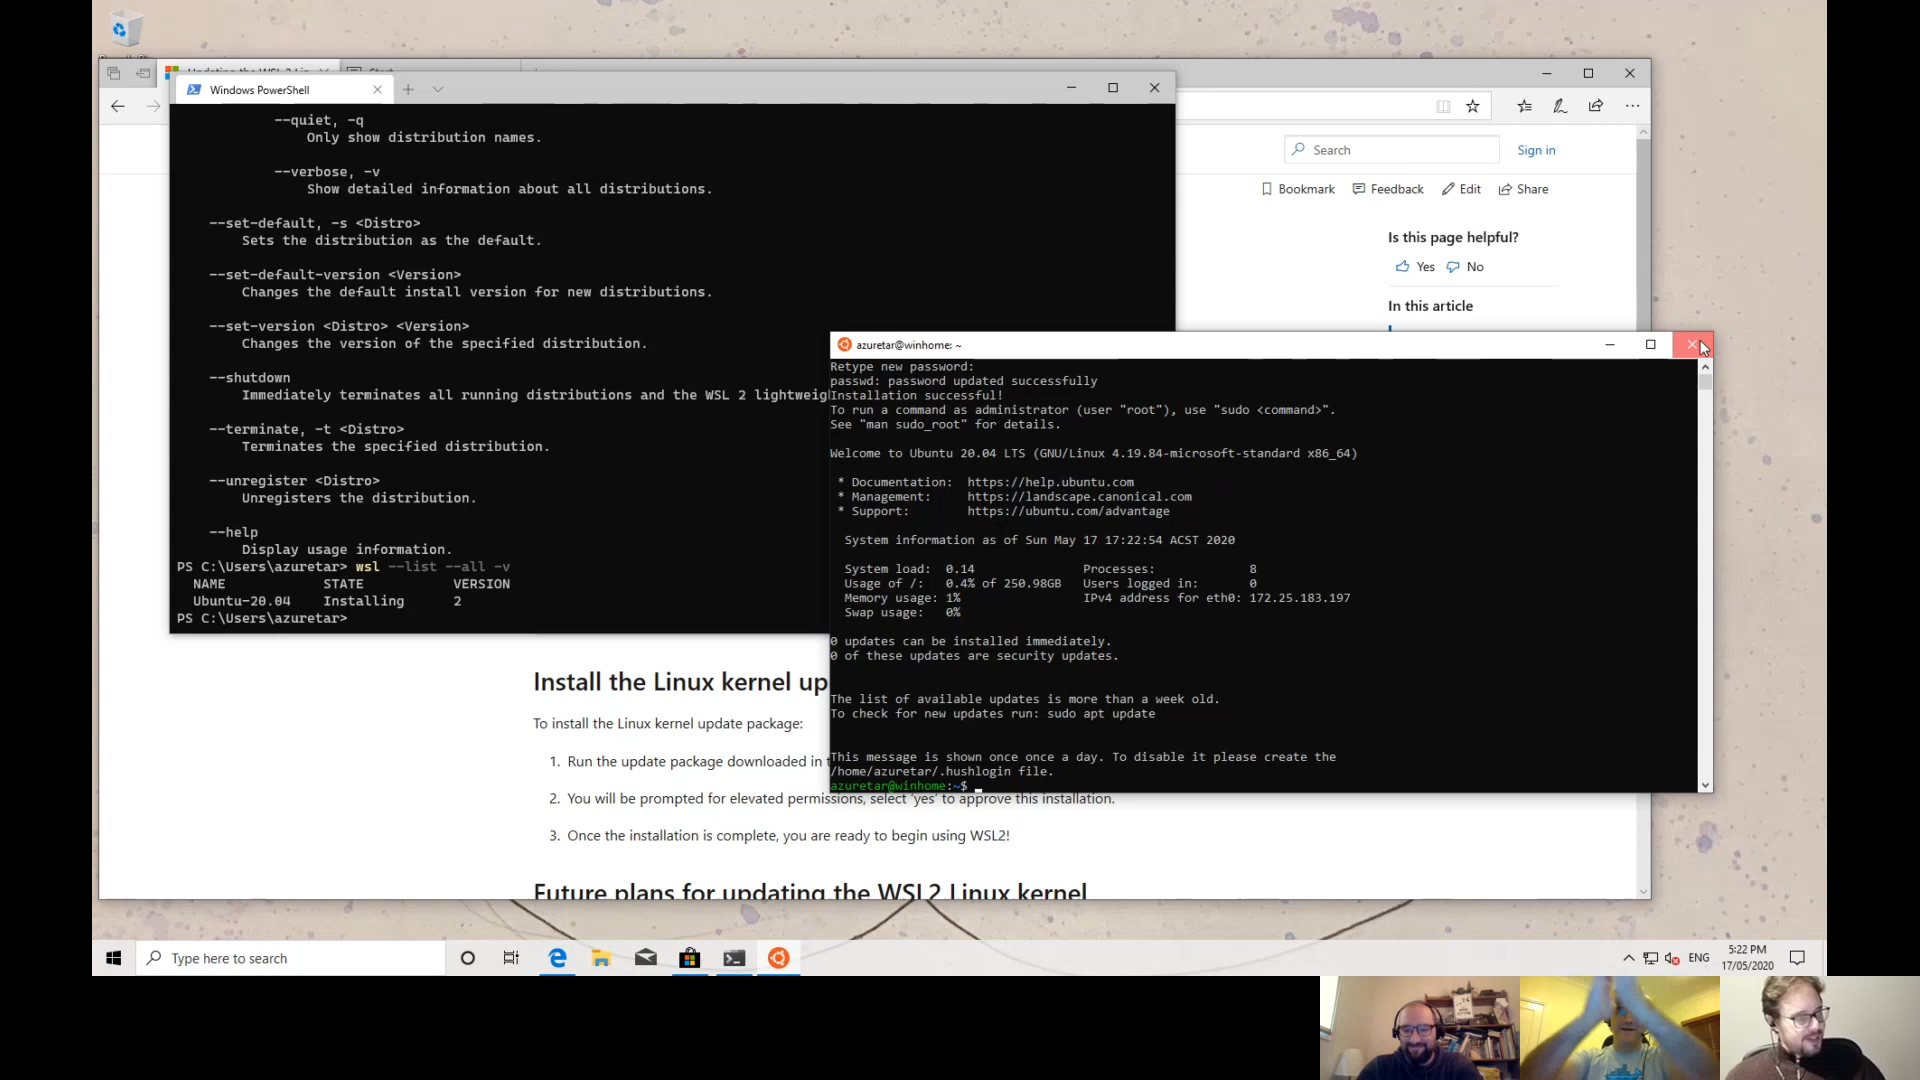 Windows PowerShell
--quiet, -q
Only show distribution names.
--verbose, -v
Show detailed information about all distributions.
--set-default, -s <Distro>
Sets the distribution as the default.
--set-default-version <Version>
Changes the default install version for new distributions.
--set-version <Distro> <Version>
Changes the version of the specified distribution.
--shutdown
Immediately terminates all running distributions and the WSL 2
--terminate, -t <Distro>
Terminates the specified distribution.
--unregister <Distro>
Unregisters the distribution.
--help
Display usage information.
PS C:\Users\azuretar> wsl --list --all -v
NAME STATE VERSION
Ubuntu-20.04 Installing 2
PS C:\Users\azuretar>
Search
Sign in
Bookmark Feedback Edit Share
Is this page helpful?
Yes No
In this article
azuretar@winhome: ~
Retype new password:
passwd: password updated successfully
Installation successful!
To run a command as administrator (user "root"), use "sudo <command>".
See "man sudo_root" for details.
Welcome to Ubuntu 20.04 LTS (GNU/Linux 4.19.84-microsoft-standard x86_64)
* Documentation: https://help.ubuntu.com
* Management: https://landscape.canonical.com
* Support: https://ubuntu.com/advantage
System information as of Sun May 17 17:22:54 ACST 2020
System load: 0.14 Processes: 8
Usage of /: 0.4% of 250.98GB Users logged in: 0
Memory usage: 1% IPv4 address for eth0: 172.25.183.197
Swap usage: 0%
0 updates can be installed immediately.
0 of these updates are security updates.
The list of available updates is more than a week old.
To check for new updates run: sudo apt update
This message is shown once once a day. To disable it please create the
/home/azuretar/.hushlogin file.
azuretar@winhome:~$
Install the Linux kernel up
To install the Linux kernel update package:
1. Run the update package downloaded in
2. You will be prompted for elevated permissions, select 'yes' to approve this installation.
3. Once the installation is complete, you are ready to begin using WSL2!
Future plans for updating the WSL2 Linux kernel
Type here to search
ENG
5:22 PM
17/05/2020